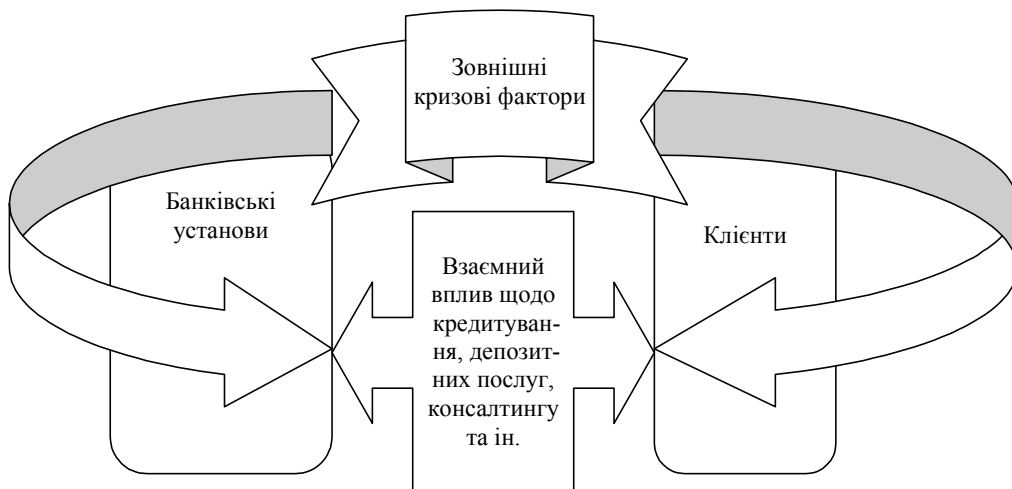 Зовнішні
кризові фактори
Банківські
установи
Клієнти
Взаємний
вплив щодо
кредитуван-
ня, депозит-
них послуг,
консалтингу
та ін.